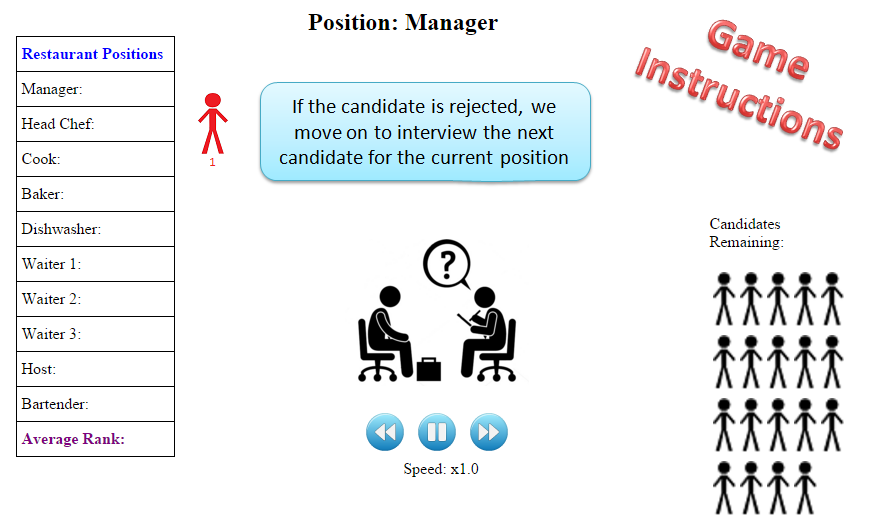 Position: Manager
Game
Instructions
Restaurant Positions
Manager:
Head Chef:
Cook:
Baker:
Dishwasher:
Waiter 1:
Waiter 2:
Waiter 3:
Host:
Bartender:
Average Rank:
1
If the candidate is rejected, we
move on to interview the next
candidate for the current position
?
Speed: x1.0
Candidates
Remaining: